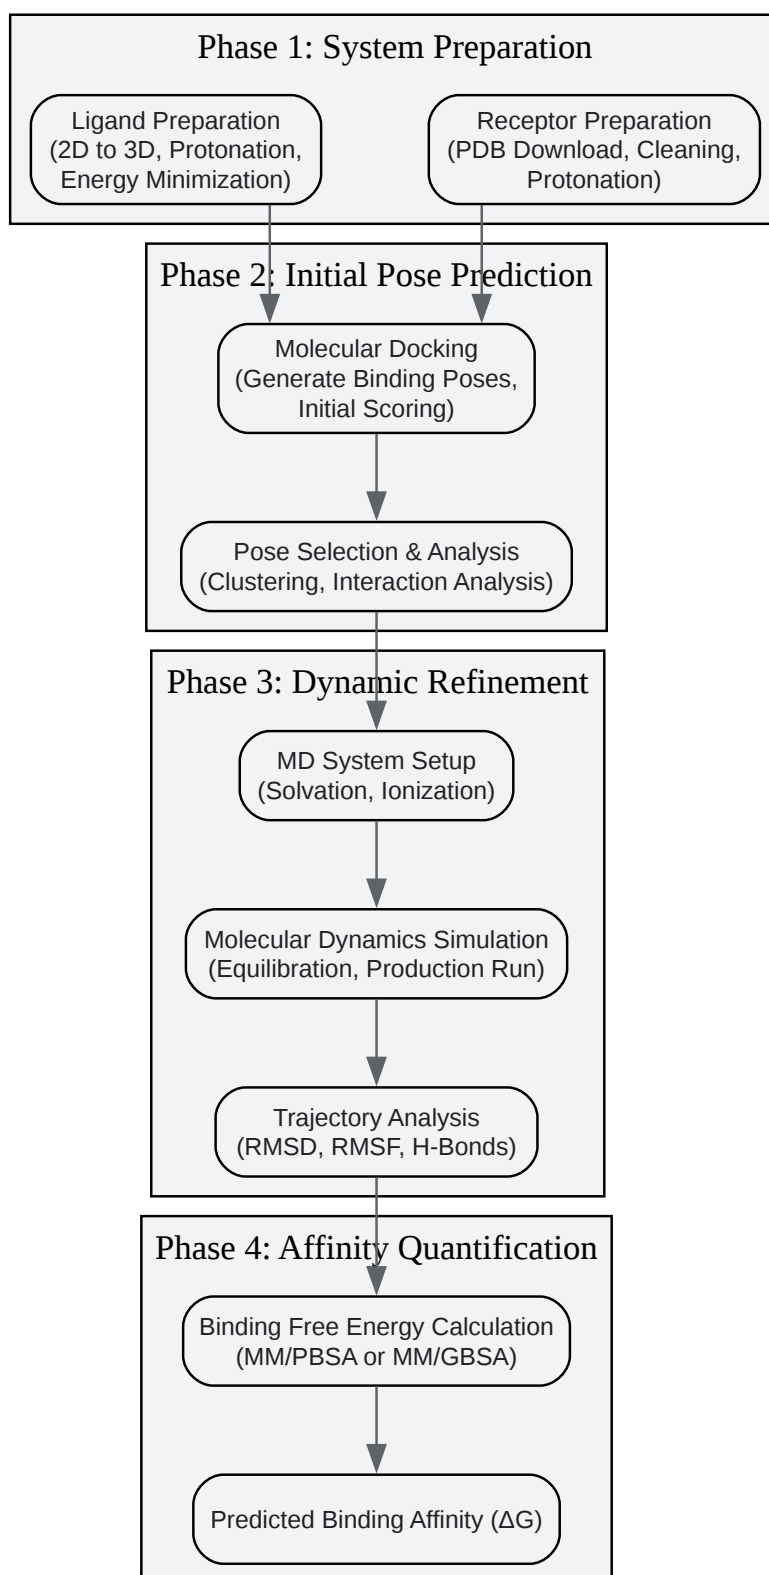 Phase 1: System Preparation
Ligand Preparation
(2D to 3D, Protonation,
Energy Minimization)
Receptor Preparation
(PDB Download, Cleaning,
Protonation)
Phase 2: Initial Pose Prediction
Molecular Docking
(Generate Binding Poses,
Initial Scoring)
Pose Selection & Analysis
(Clustering, Interaction Analysis)
Phase 3: Dynamic Refinement
MD System Setup
(Solvation, Ionization)
Molecular Dynamics Simulation
(Equilibration, Production Run)
Trajectory Analysis
(RMSD, RMSF, H-Bonds)
Phase 4: Affinity Quantification
Binding Free Energy Calculation
(MM/PBSA or MM/GBSA)
Predicted Binding Affinity (ΔG)